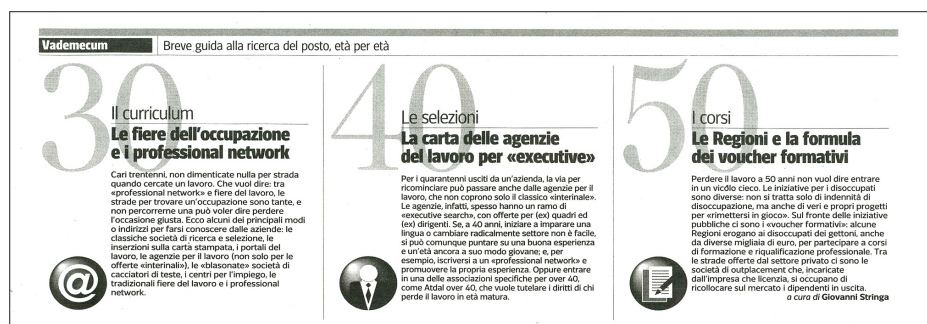 Vademecum Breve guida alla ricerca del posto, età per età
30
Il curriculum
Le fiere dell'occupazione
e i professional network
Cari trentenni, non dimenticate nulla per strada
quando cercate un lavoro. Che vuol dire: tra
«professional network» e fiere del lavoro, le
strade per trovare un'occupazione sono tante, e
non percorrerne una può voler dire perdere
l'occasione giusta. Ecco alcuni dei principali modi
o indirizzi per farsi conoscere dalle aziende: le
classiche società di ricerca e selezione, le
inserzioni sulla carta stampata, i portali del
lavoro, le agenzie per il lavoro (non solo per le
offerte «interinali»), le «blasonate» società di
cacciatori di teste, i centri per l'impiego, le
tradizionali fiere del lavoro e i professional
network.
@
40
Le selezioni
La carta delle agenzie
del lavoro per «executive»
Per i quarantenni usciti da un'azienda, la via per
ricominciare può passare anche dalle agenzie per il
lavoro, che non coprono solo il classico «interinale».
Le agenzie, infatti, spesso hanno un ramo di
«executive search», con offerte per (ex) quadri ed
(ex) dirigenti. Se, a 40 anni, iniziare a imparare una
lingua o cambiare radicalmente settore non è facile,
si può comunque puntare su una buona esperienza
e un'età ancora a suo modo giovane; e, per
esempio, iscriversi a un «professional network» e
promuovere la propria esperienza. Oppure entrare
in una delle associazioni specifiche per over 40,
come Atdal over 40, che vuole tutelare i diritti di chi
perde il lavoro in età matura.
50
I corsi
Le Regioni e la formula
dei voucher formativi
Perdere il lavoro a 50 anni non vuol dire entrare
in un vicolo cieco. Le iniziative per i disoccupati
sono diverse: non si tratta solo di indennità di
disoccupazione, ma anche di veri e propri progetti
per «rimettersi in gioco». Sul fronte delle iniziative
pubbliche ci sono i «voucher formativi»: alcune
Regioni erogano ai disoccupati dei gettoni, anche
da diverse migliaia di euro, per partecipare a corsi
di formazione e riqualificazione professionale. Tra
le strade offerte dal settore privato ci sono le
società di outplacement che, incaricate
dall'impresa che licenzia, si occupano di
ricollocare sul mercato i dipendenti in uscita.
a cura di Giovanni Stringa